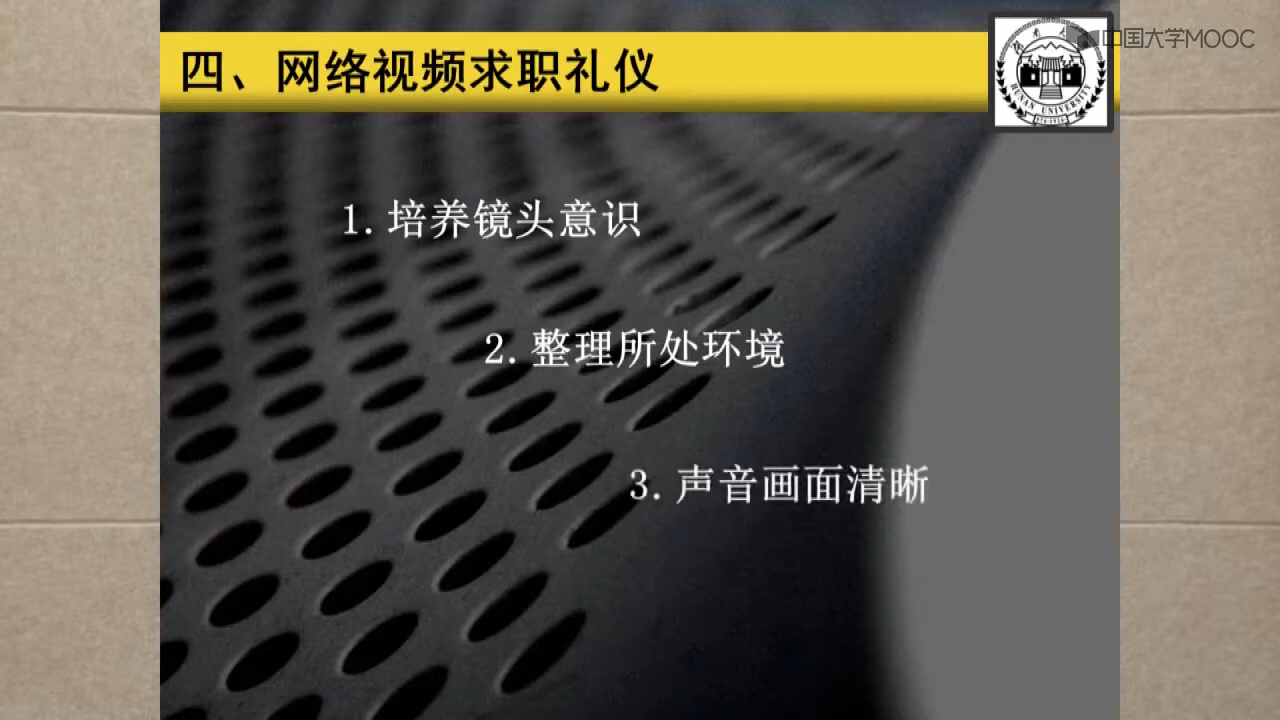 四、网络视频求职礼仪
中国大学MOOC
HUNAN UNIVERSITY
1.培养镜头意识
2.整理所处环境
3.声音画面清晰